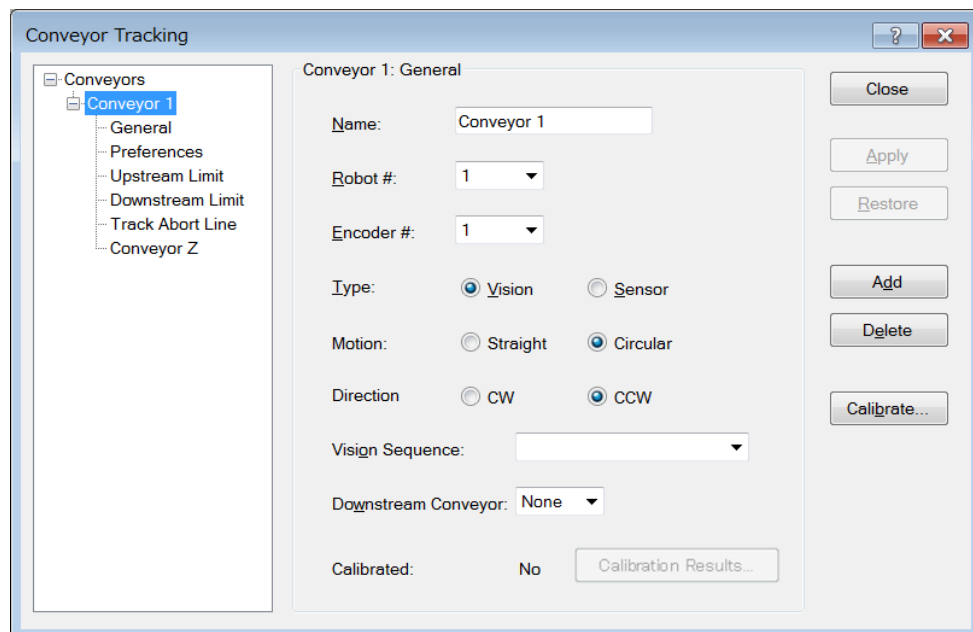 Conveyor Tracking
?
Conveyors
Conveyor 1
General
Preferences
Upstream Limit
Downstream Limit
Track Abort Line
Conveyor Z
Conveyor 1: General
Name: Conveyor 1
Robot #: 1
Encoder #: 1
Type: Vision Sensor
Motion: Straight Circular
Direction CW CCW
Vision Sequence:
Downstream Conveyor: None
Calibrated: No Calibration Results...
Close
Apply
Restore
Add
Delete
Calibrate...